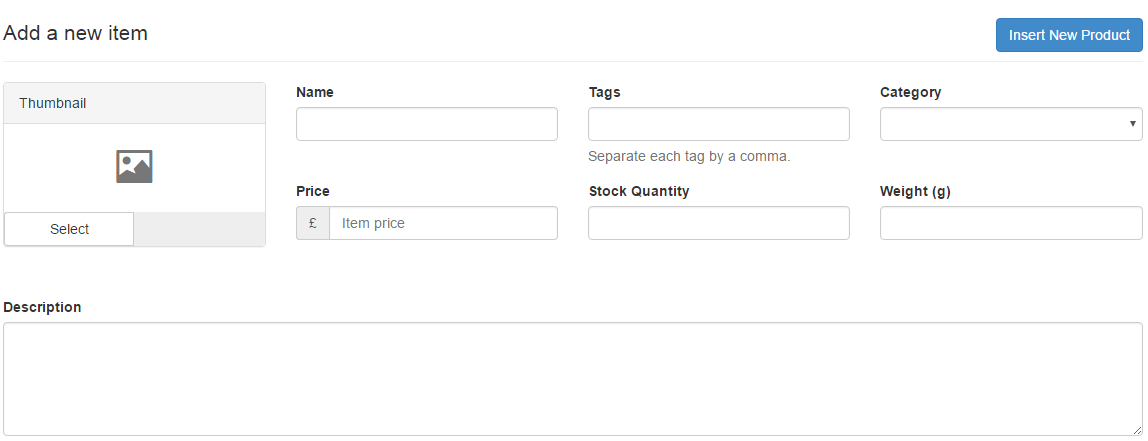 Add a new item
Insert New Product
Thumbnail
Select
Name
Tags
Category
Separate each tag by a comma.
Price
Stock Quantity
Weight (g)
£ Item price
Description